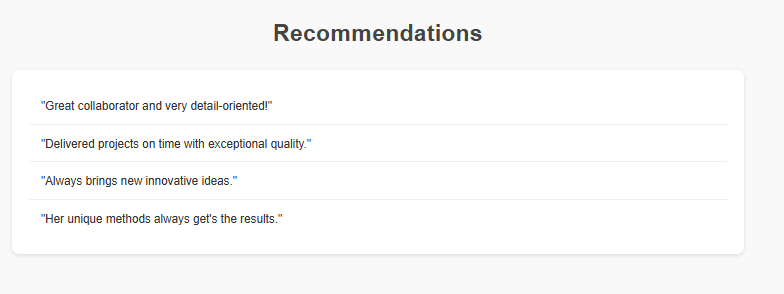 Recommendations
"Great collaborator and very detail-oriented!"
"Delivered projects on time with exceptional quality."
"Always brings new innovative ideas."
"Her unique methods always get's the results."